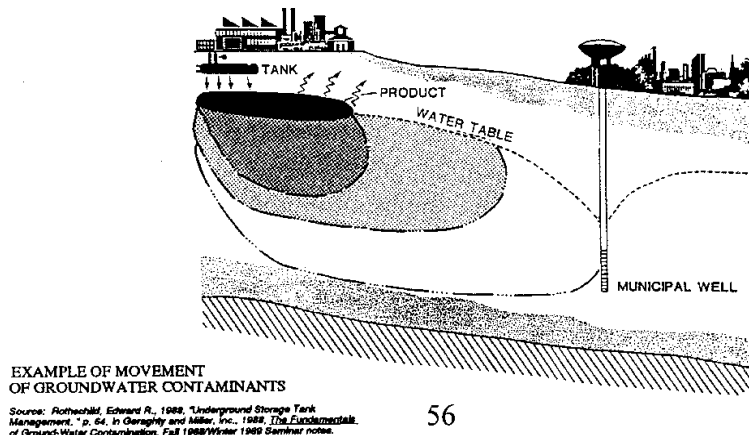 TANK
PRODUCT
WATER TABLE
MUNICIPAL WELL
EXAMPLE OF MOVEMENT
OF GROUNDWATER CONTAMINANTS
Source: Rothschild, Edward R., 1988, "Underground Storage Tank
Management, " p. 64, in Geraghty and Miller, Inc., 1988, The Fundamentals
of Ground-Water Contamination, Fall 1988/Winter 1989 Seminar notes.
56